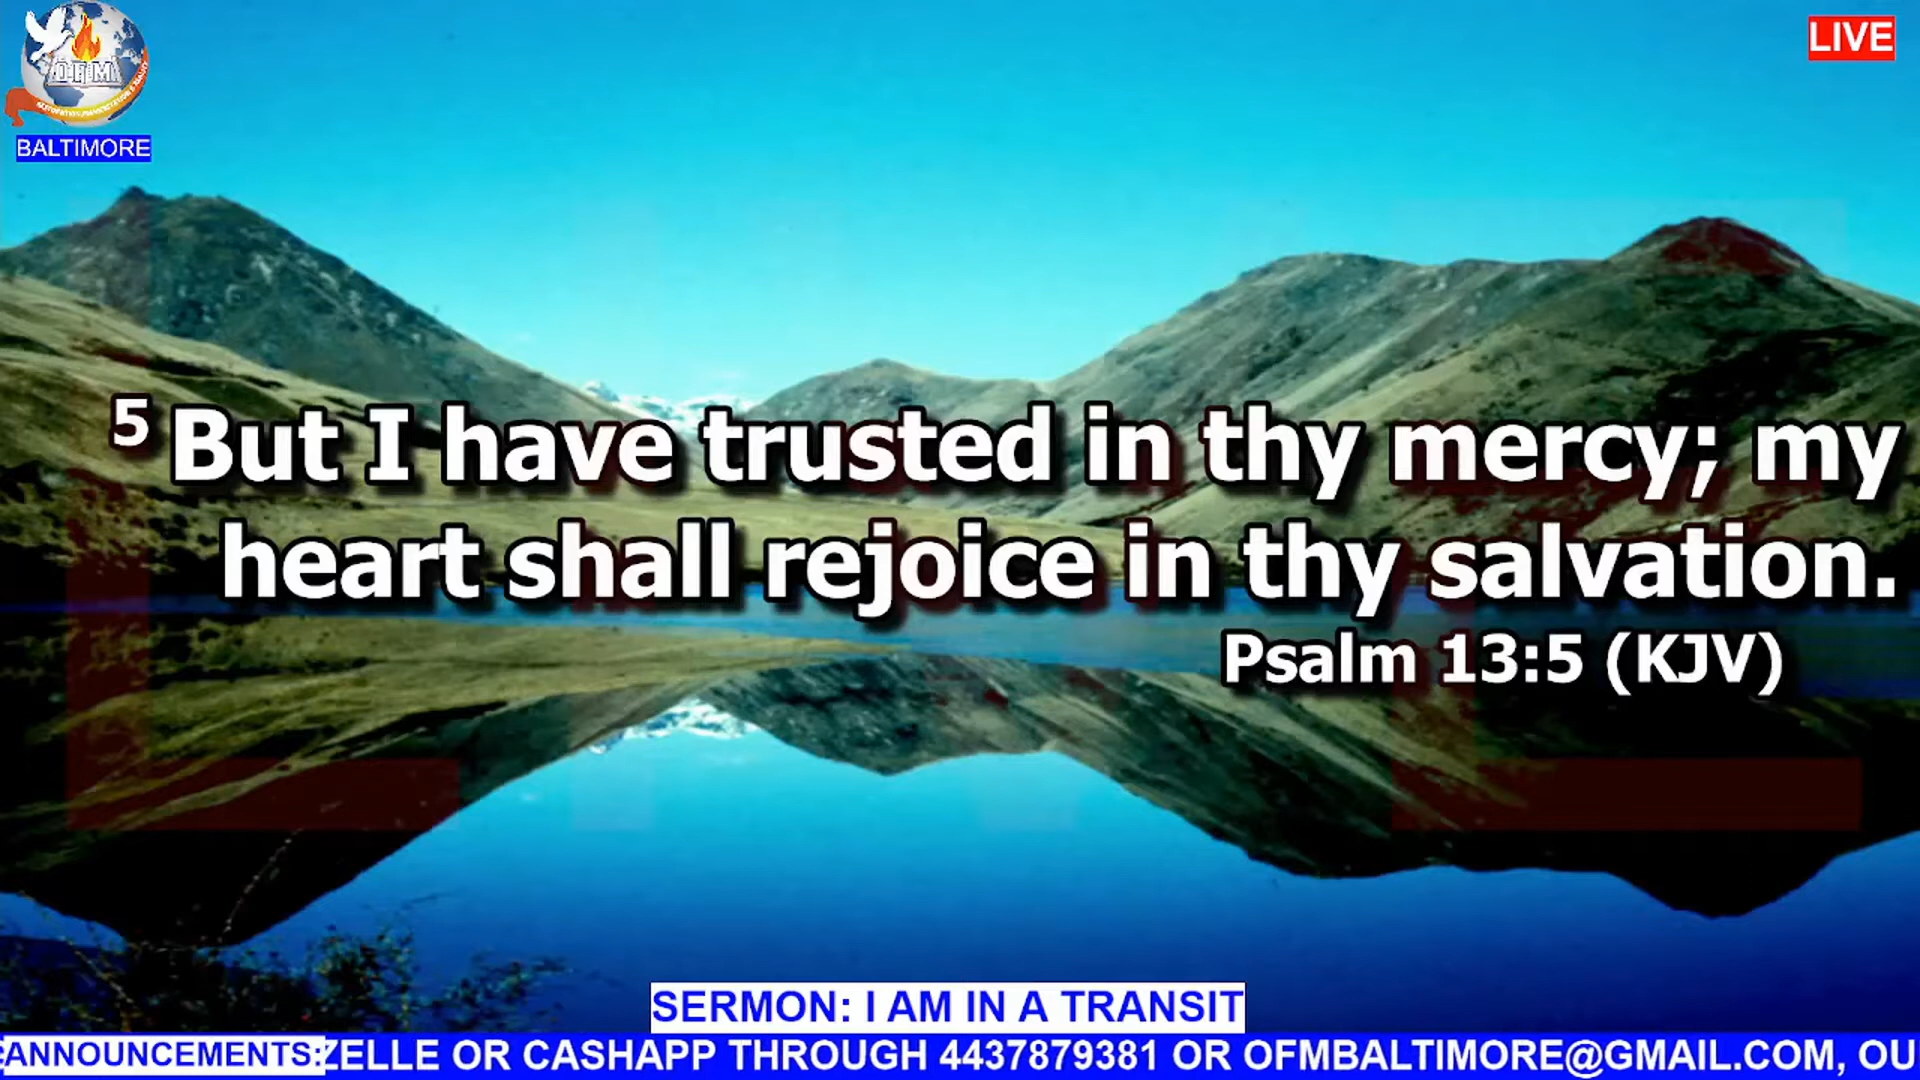 OFM
LIVE
BALTIMORE
5 But I have trusted in thy mercy; my
heart shall rejoice in thy salvation.
Psalm 13:5 (KJV)
SERMON: I AM IN A TRANSIT
ANNOUNCEMENTS: ZELLE OR CASHAPP THROUGH 4437879381 OR OFMBALTIMORE@GMAIL.COM, OU